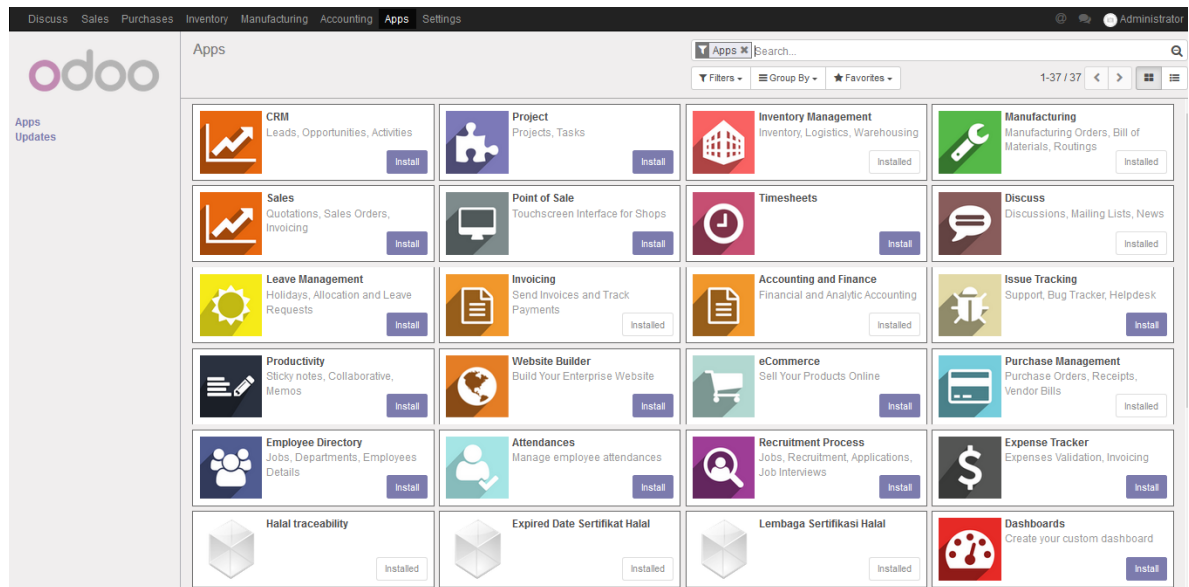 Discuss Sales Purchases Inventory Manufacturing Accounting Apps Settings @ Administrator
odoo
Apps
Updates
Apps
Apps ✖ Search...
Filters Group By Favorites 1-37 / 37
CRM
Leads, Opportunities, Activities
Install
Project
Projects, Tasks
Install
Inventory Management
Inventory, Logistics, Warehousing
Installed
Manufacturing
Manufacturing Orders, Bill of
Materials, Routings
Installed
Sales
Quotations, Sales Orders,
Invoicing
Install
Point of Sale
Touchscreen Interface for Shops
Install
Timesheets
Install
Discuss
Discussions, Mailing Lists, News
Installed
Leave Management
Holidays, Allocation and Leave
Requests
Install
Invoicing
Send Invoices and Track
Payments
Installed
Accounting and Finance
Financial and Analytic Accounting
Installed
Issue Tracking
Support, Bug Tracker, Helpdesk
Install
Productivity
Sticky notes, Collaborative,
Memos
Install
Website Builder
Build Your Enterprise Website
Install
eCommerce
Sell Your Products Online
Install
Purchase Management
Purchase Orders, Receipts,
Vendor Bills
Installed
Employee Directory
Jobs, Departments, Employees
Details
Install
Attendances
Manage employee attendances
Install
Recruitment Process
Jobs, Recruitment, Applications,
Job Interviews
Install
Expense Tracker
Expenses Validation, Invoicing
Install
Halal traceability
Installed
Expired Date Sertifikat Halal
Installed
Lembaga Sertifikasi Halal
Installed
Dashboards
Create your custom dashboard
Install